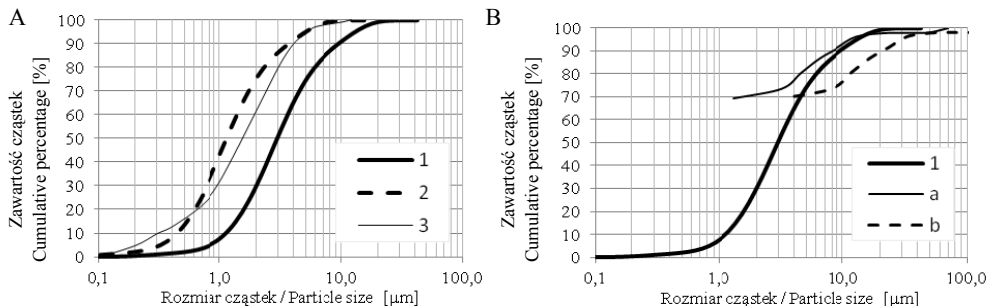 A
Zawartość cząstek [%]
Cumulative percentage
100
90
80
70
60
50
40
30
20
10
0
1
2
3
0,1 1,0 10,0 100,0
Rozmiar cząstek / Particle size [µm]
B
Zawartość cząstek [%]
Cumulative percentage
100
90
80
70
60
50
40
30
20
10
0
1
a
b
0,1 1,0 10,0 100,0
Rozmiar cząstek / Particle size [µm]